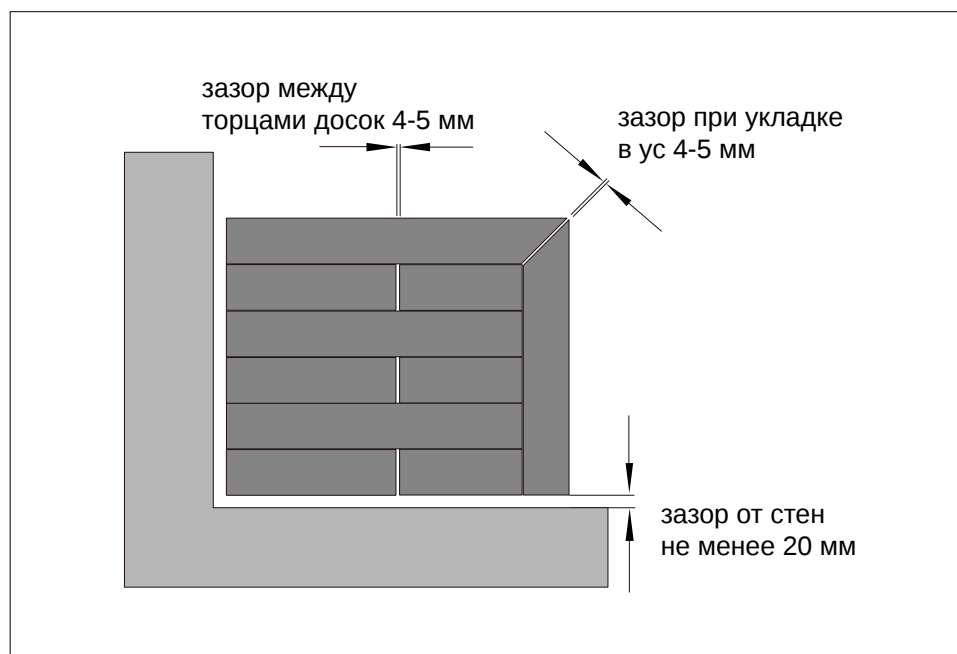 зазор между
торцами досок 4-5 мм
зазор при укладке
в ус 4-5 мм
зазор от стен
не менее 20 мм